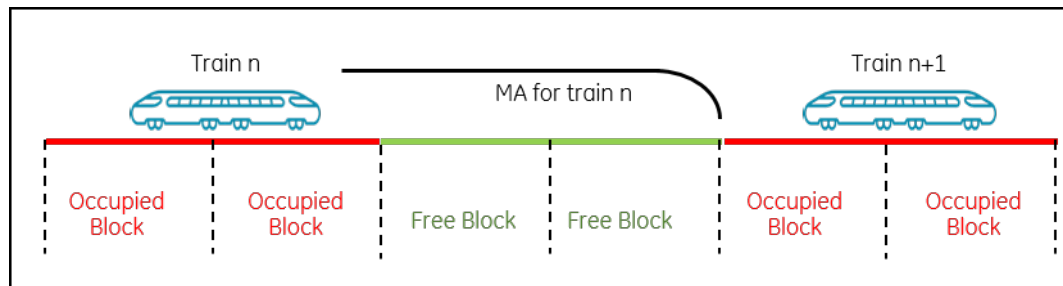 Train n
Train n+1
MA for train n
Occupied
Block
Occupied
Block
Free Block
Free Block
Occupied
Block
Occupied
Block